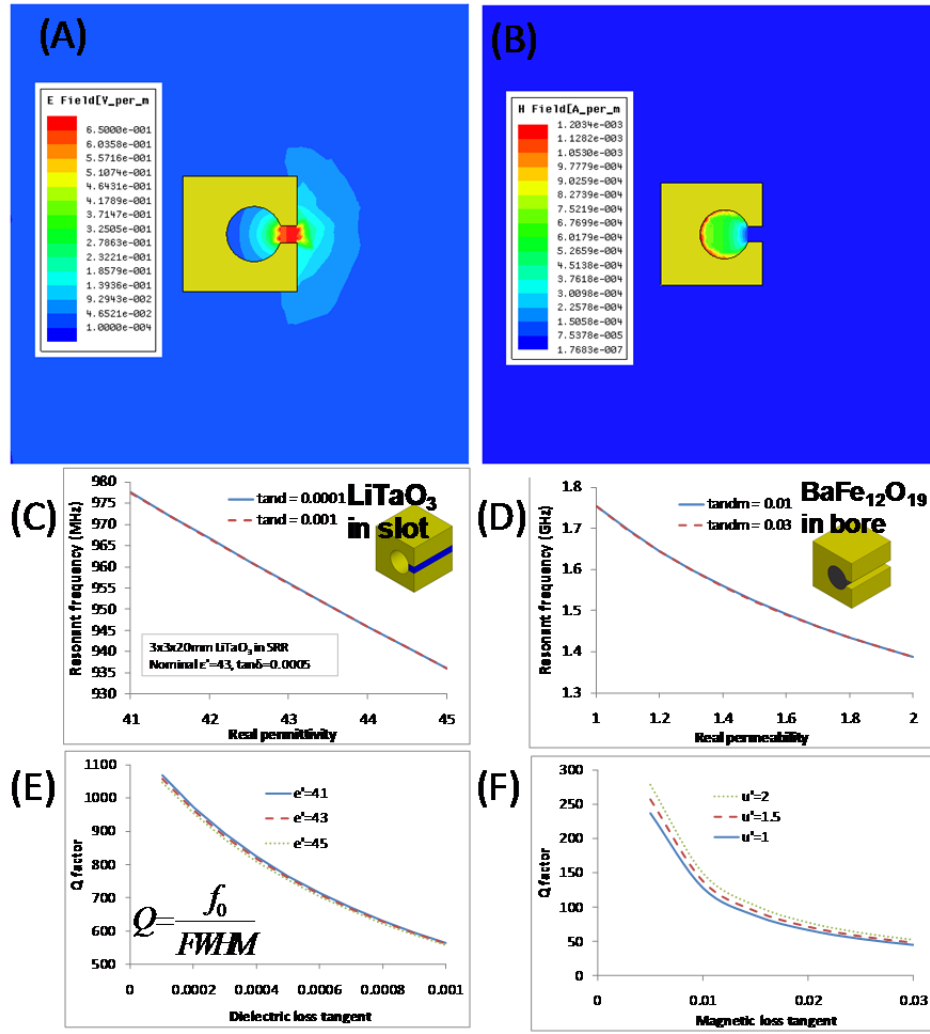 (A)
E Field[V_per_m
6.5000e-001
6.0358e-001
5.5716e-001
5.1074e-001
4.6431e-001
4.1789e-001
3.7147e-001
3.2505e-001
2.7863e-001
2.3221e-001
1.8579e-001
1.3936e-001
9.2943e-002
4.6521e-002
1.0000e-004
(B)
H Field[A_per_m
1.2034e-003
1.1282e-003
1.0530e-003
9.7779e-004
9.0259e-004
8.2739e-004
7.5219e-004
6.7699e-004
6.0179e-004
5.2659e-004
4.5138e-004
3.7618e-004
3.0098e-004
2.2578e-004
1.5058e-004
7.5378e-005
1.7683e-007
(C)
Resonant frequency (MHz)
980
975
970
965
960
955
950
945
940
935
930
tand = 0.0001
tand = 0.001
LiTaO3
in slot
3x3x20mm LiTaO3 in SRR
Nominal ε'=43, tanδ=0.0005
41 42 43 44 45
Real permittivity
(D)
Resonant frequency (GHz)
1.8
1.7
1.6
1.5
1.4
1.3
tandm = 0.01
tandm = 0.03
BaFe12O19
in bore
1 1.2 1.4 1.6 1.8 2
Real permeability
(E)
Q factor
1100
1000
900
800
700
600
500
e'=41
e'=43
e'=45
Q=f0/FWHM
0 0.0002 0.0004 0.0006 0.0008 0.001
Dielectric loss tangent
(F)
Q factor
300
250
200
150
100
50
0
u'=2
u'=1.5
u'=1
0 0.01 0.02 0.03
Magnetic loss tangent